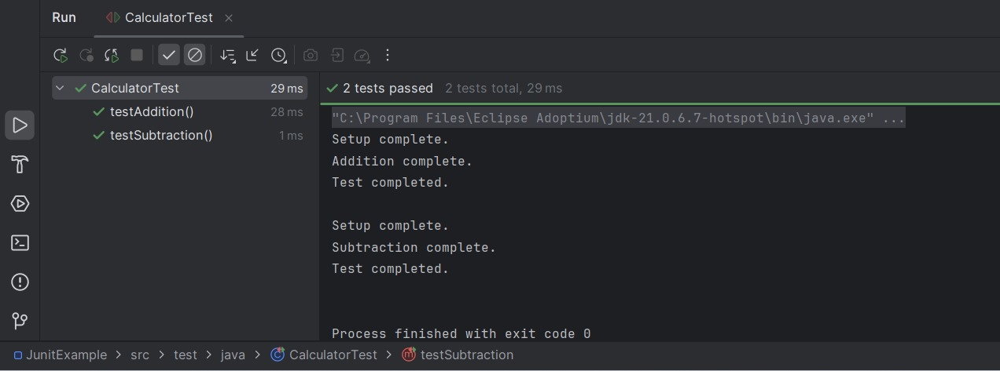 Run CalculatorTest
CalculatorTest 29 ms
testAddition() 28 ms
testSubtraction() 1 ms
2 tests passed 2 tests total, 29 ms
"C:\Program Files\Eclipse Adoptium\jdk-21.0.6.7-hotspot\bin\java.exe" ...
Setup complete.
Addition complete.
Test completed.
Setup complete.
Subtraction complete.
Test completed.
Process finished with exit code 0
JunitExample > src > test > java > CalculatorTest > testSubtraction